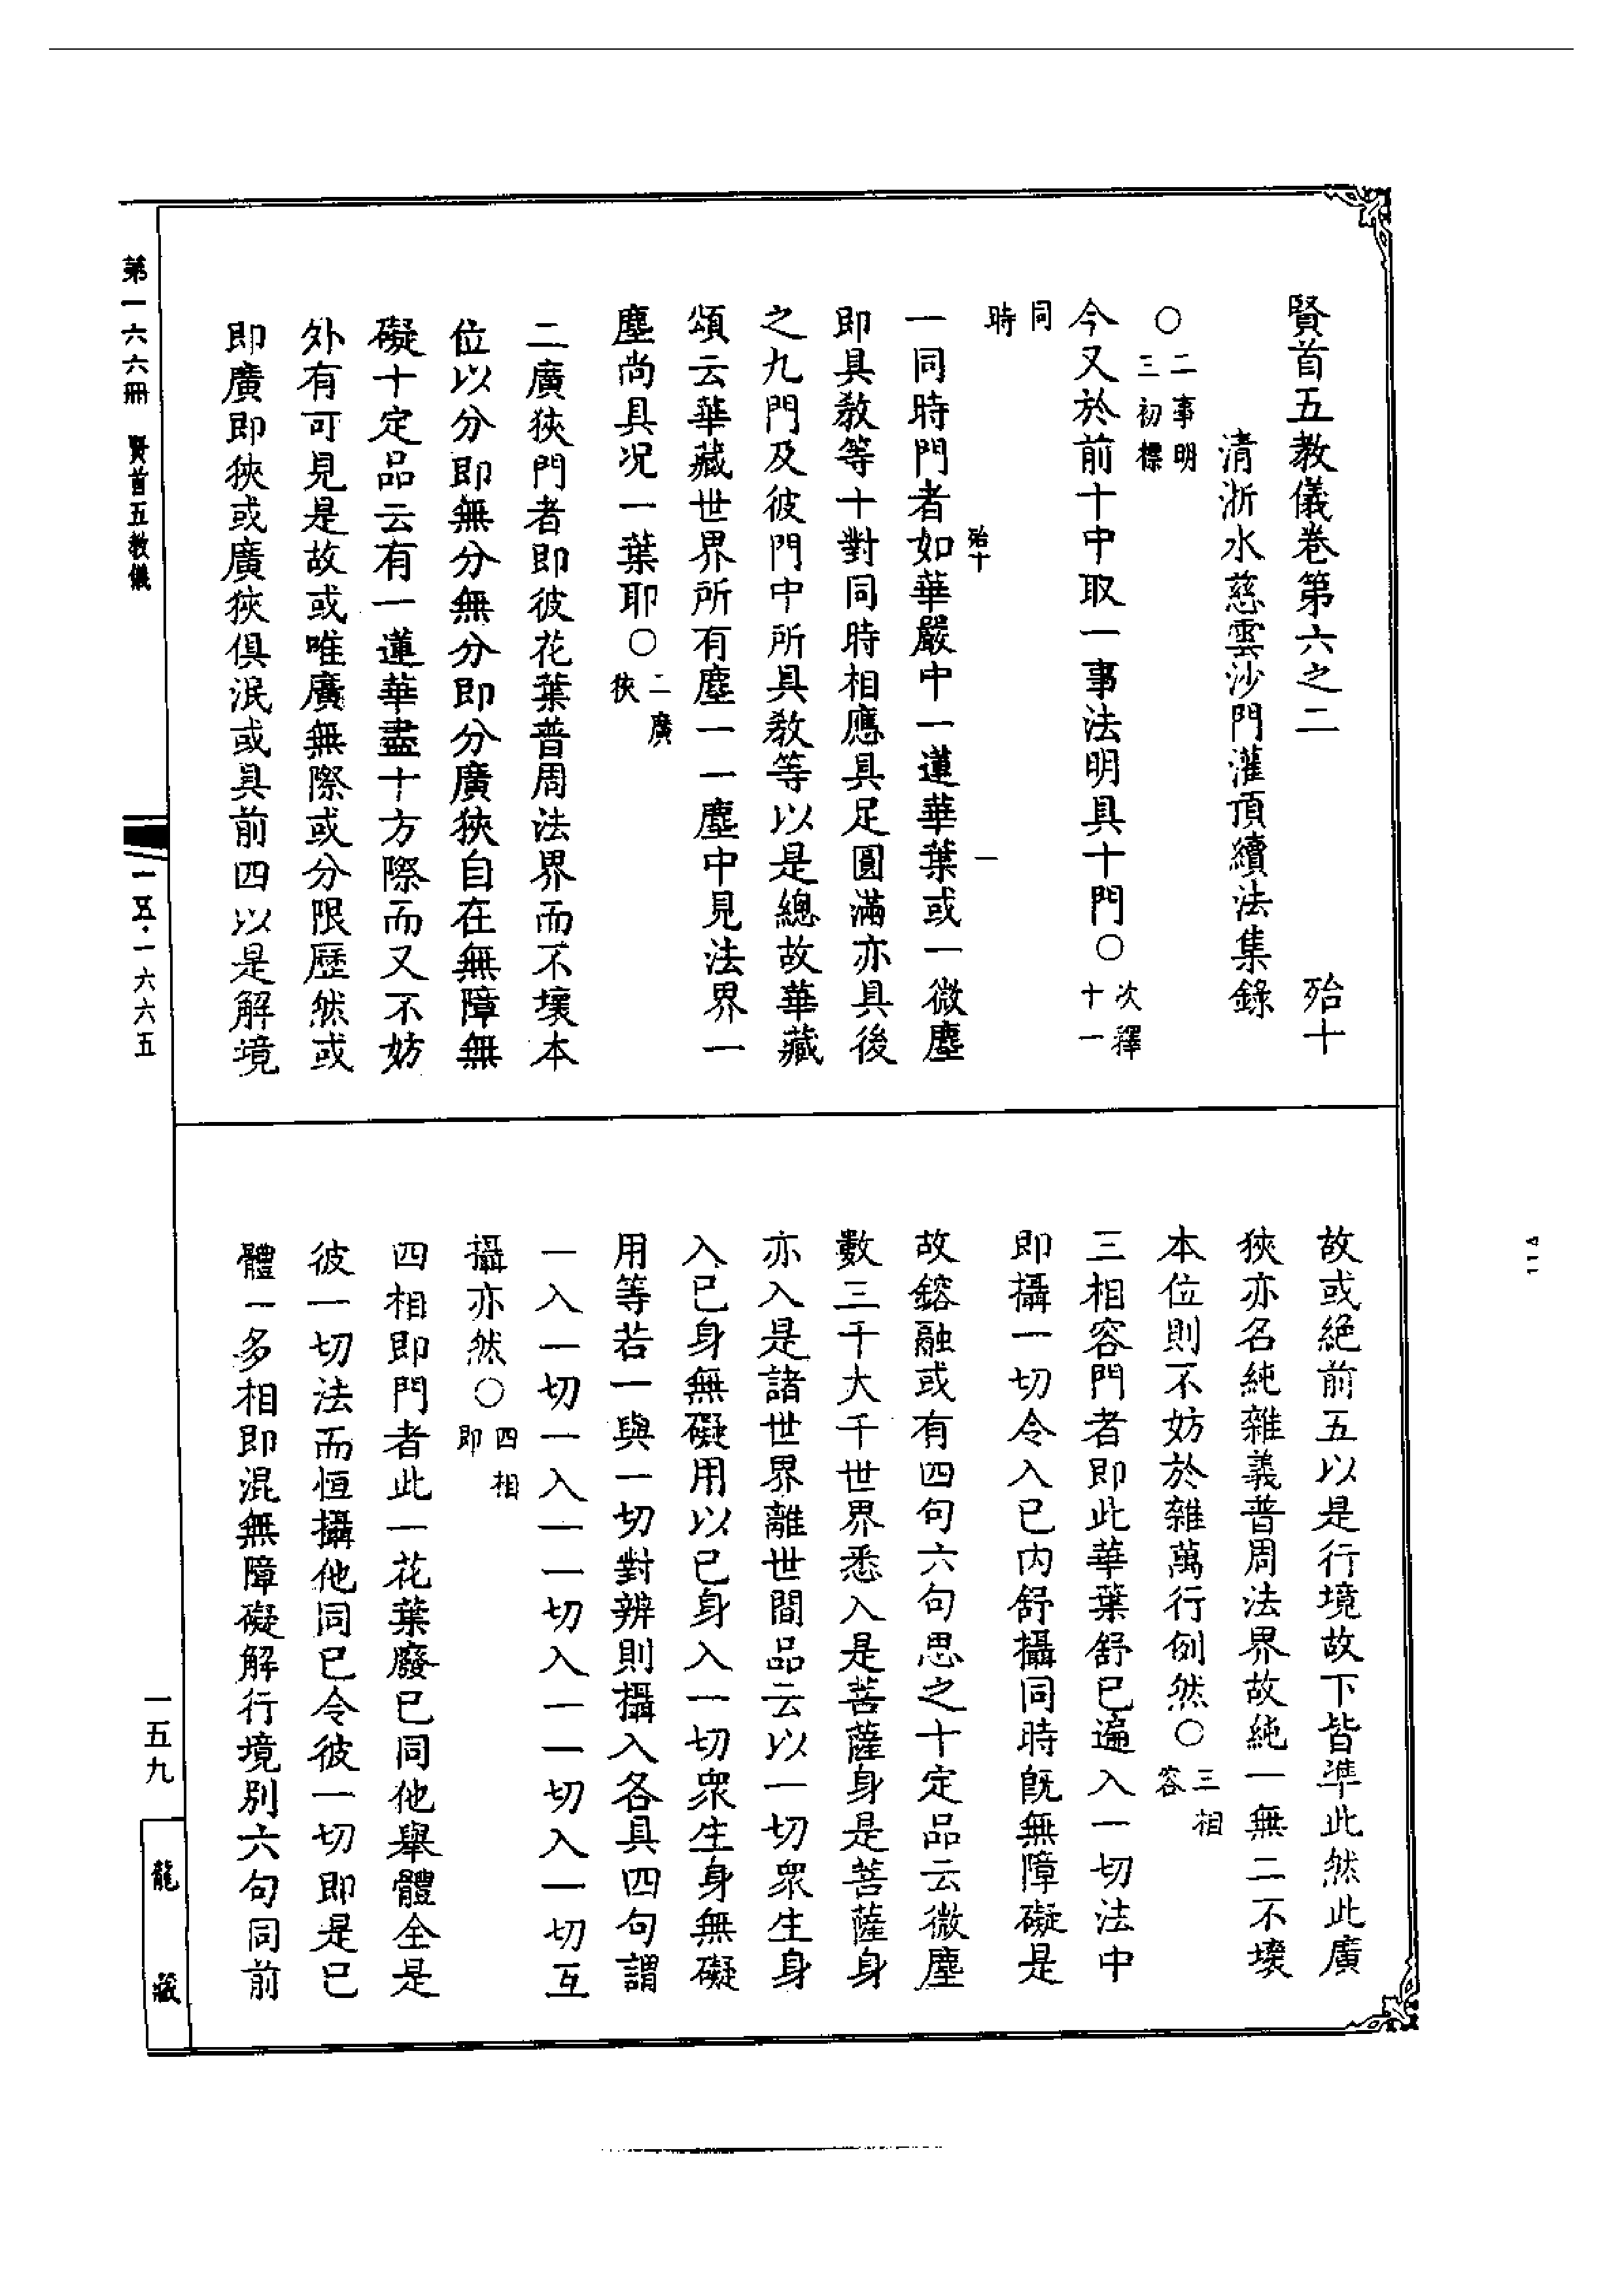 賢首五教儀卷第六之二 殆十
清浙水慈雲沙門灌頂續法集錄
○二事明三初標
今又於前十中取一事法明具十門○次釋十一
同時
殆十 一
一同時門者如華嚴中一蓮華葉或一微塵
即具教等十對同時相應具足圓滿亦具後
之九門及彼門中所具教等以是總故華藏
頌云華藏世界所有塵一一塵中見法界一
塵尚具况一葉耶○二廣狹
二廣狹門者即彼花葉普周法界而不壞本
位以分即無分無分即分廣狹自在無障無
礙十定品云有一蓮華盡十方際而又不妨
外有可見是故或唯廣無際或分限歷然或
即廣即狹或廣狹俱泯或具前四以是解境
故或絕前五以是行境故下皆準此然此廣
狹亦名純雜義普周法界故純一無二不壞
本位則不妨於雜萬行例然○三相容
三相容門者即此華葉舒已遍入一切法中
即攝一切令入已內舒攝同時既無障礙是
故鎔融或有四句六句思之十定品云微塵
數三千大千世界悉入是菩薩身是菩薩身
亦入是諸世界離世間品云以一切衆生身
入已身無礙用以已身入一切衆生身無礙
用等若一與一切對辨則攝入各具四句謂
一入一切一入一一切入一一切入一切互
攝亦然○四相即
四相即門者此一花葉廢已同他舉體全是
彼一切法而恒攝他同已令彼一切即是已
體一多相即混無障礙解行境別六句同前
第一六六冊 賢首五教儀
一五·一六六五
一五九
龍藏